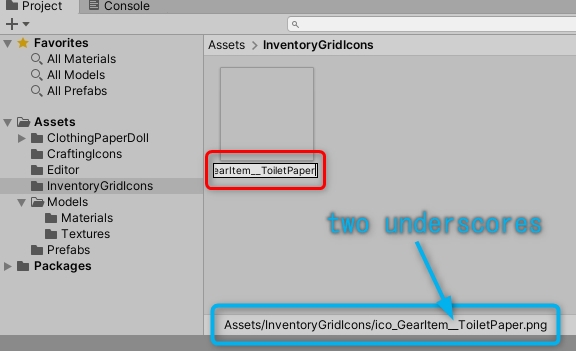 Project
Console
Favorites
All Materials
All Models
All Prefabs
Assets
ClothingPaperDoll
CraftingIcons
Editor
InventoryGridIcons
Models
Materials
Textures
Prefabs
Packages
Assets > InventoryGridIcons
earItem__ToiletPaper
two underscores
Assets/InventoryGridIcons/ico_GearItem__ToiletPaper.png